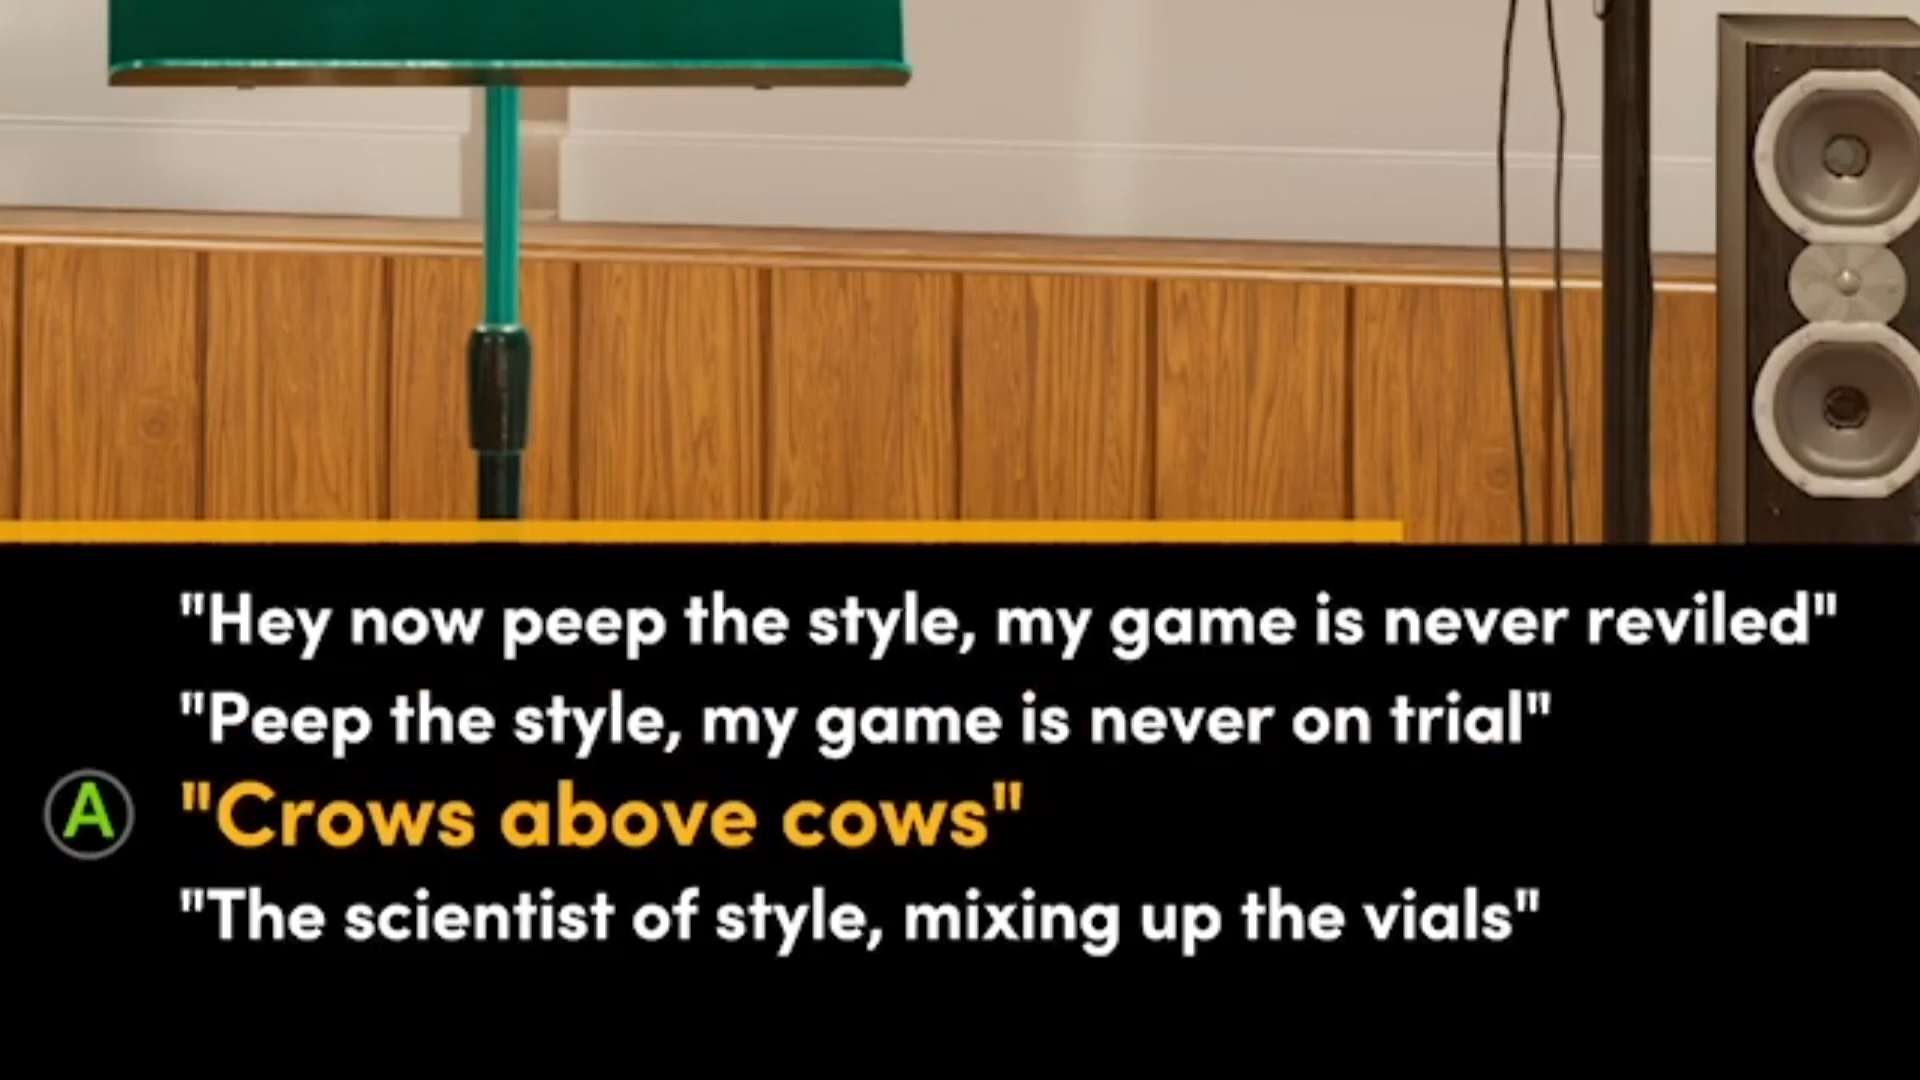 "Hey now peep the style, my game is never reviled"
"Peep the style, my game is never on trial"
A "Crows above cows"
"The scientist of style, mixing up the vials"